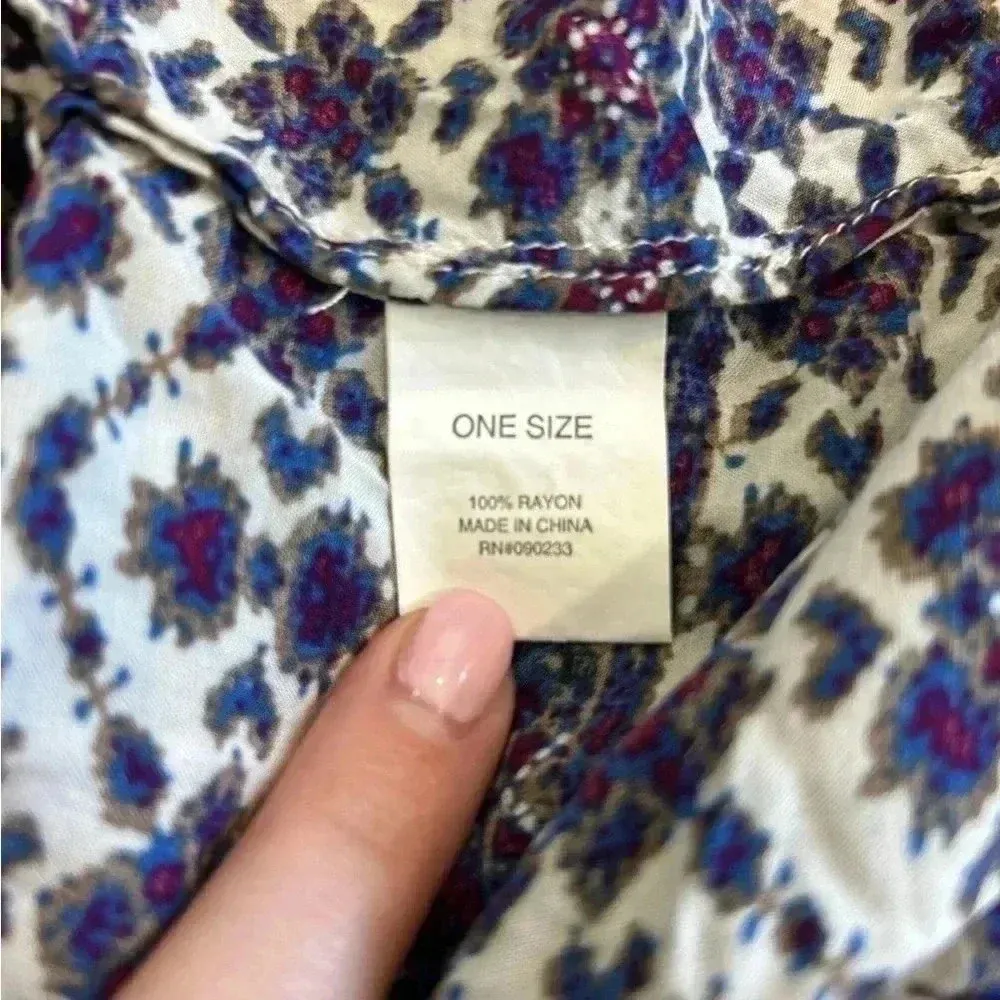 ONE SIZE
100% RAYON
MADE IN CHINA
RN#090233